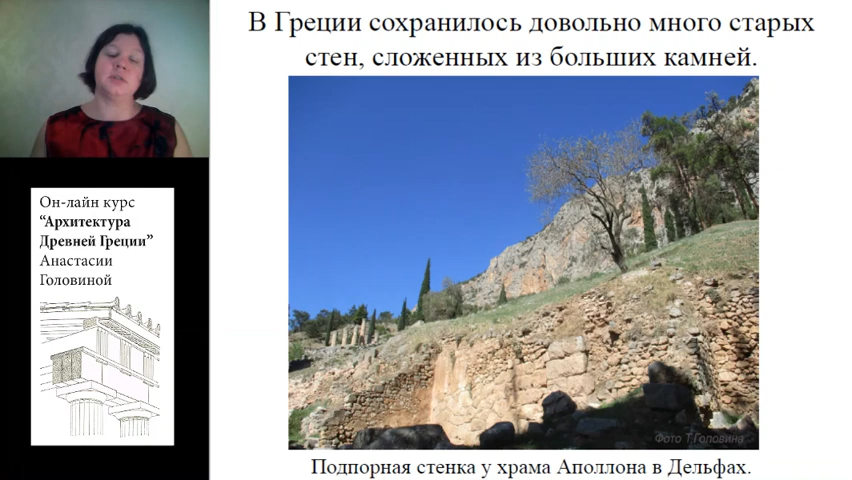 В Греции сохранилось довольно много старых
стен, сложенных из больших камней.
Он-лайн курс
“Архитектура
Древней Греции”
Анастасии
Головиной
Фото Т.Головина
Подпорная стенка у храма Аполлона в Дельфах.